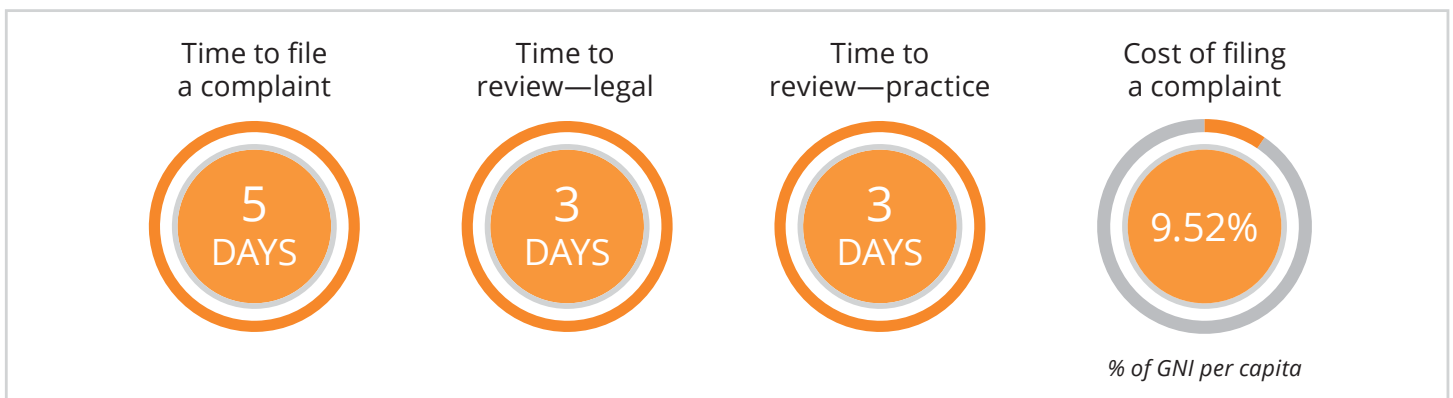 Time to file
a complaint
5
DAYS
Time to
review—legal
3
DAYS
Time to
review—practice
3
DAYS
Cost of filing
a complaint
9.52%
% of GNI per capita